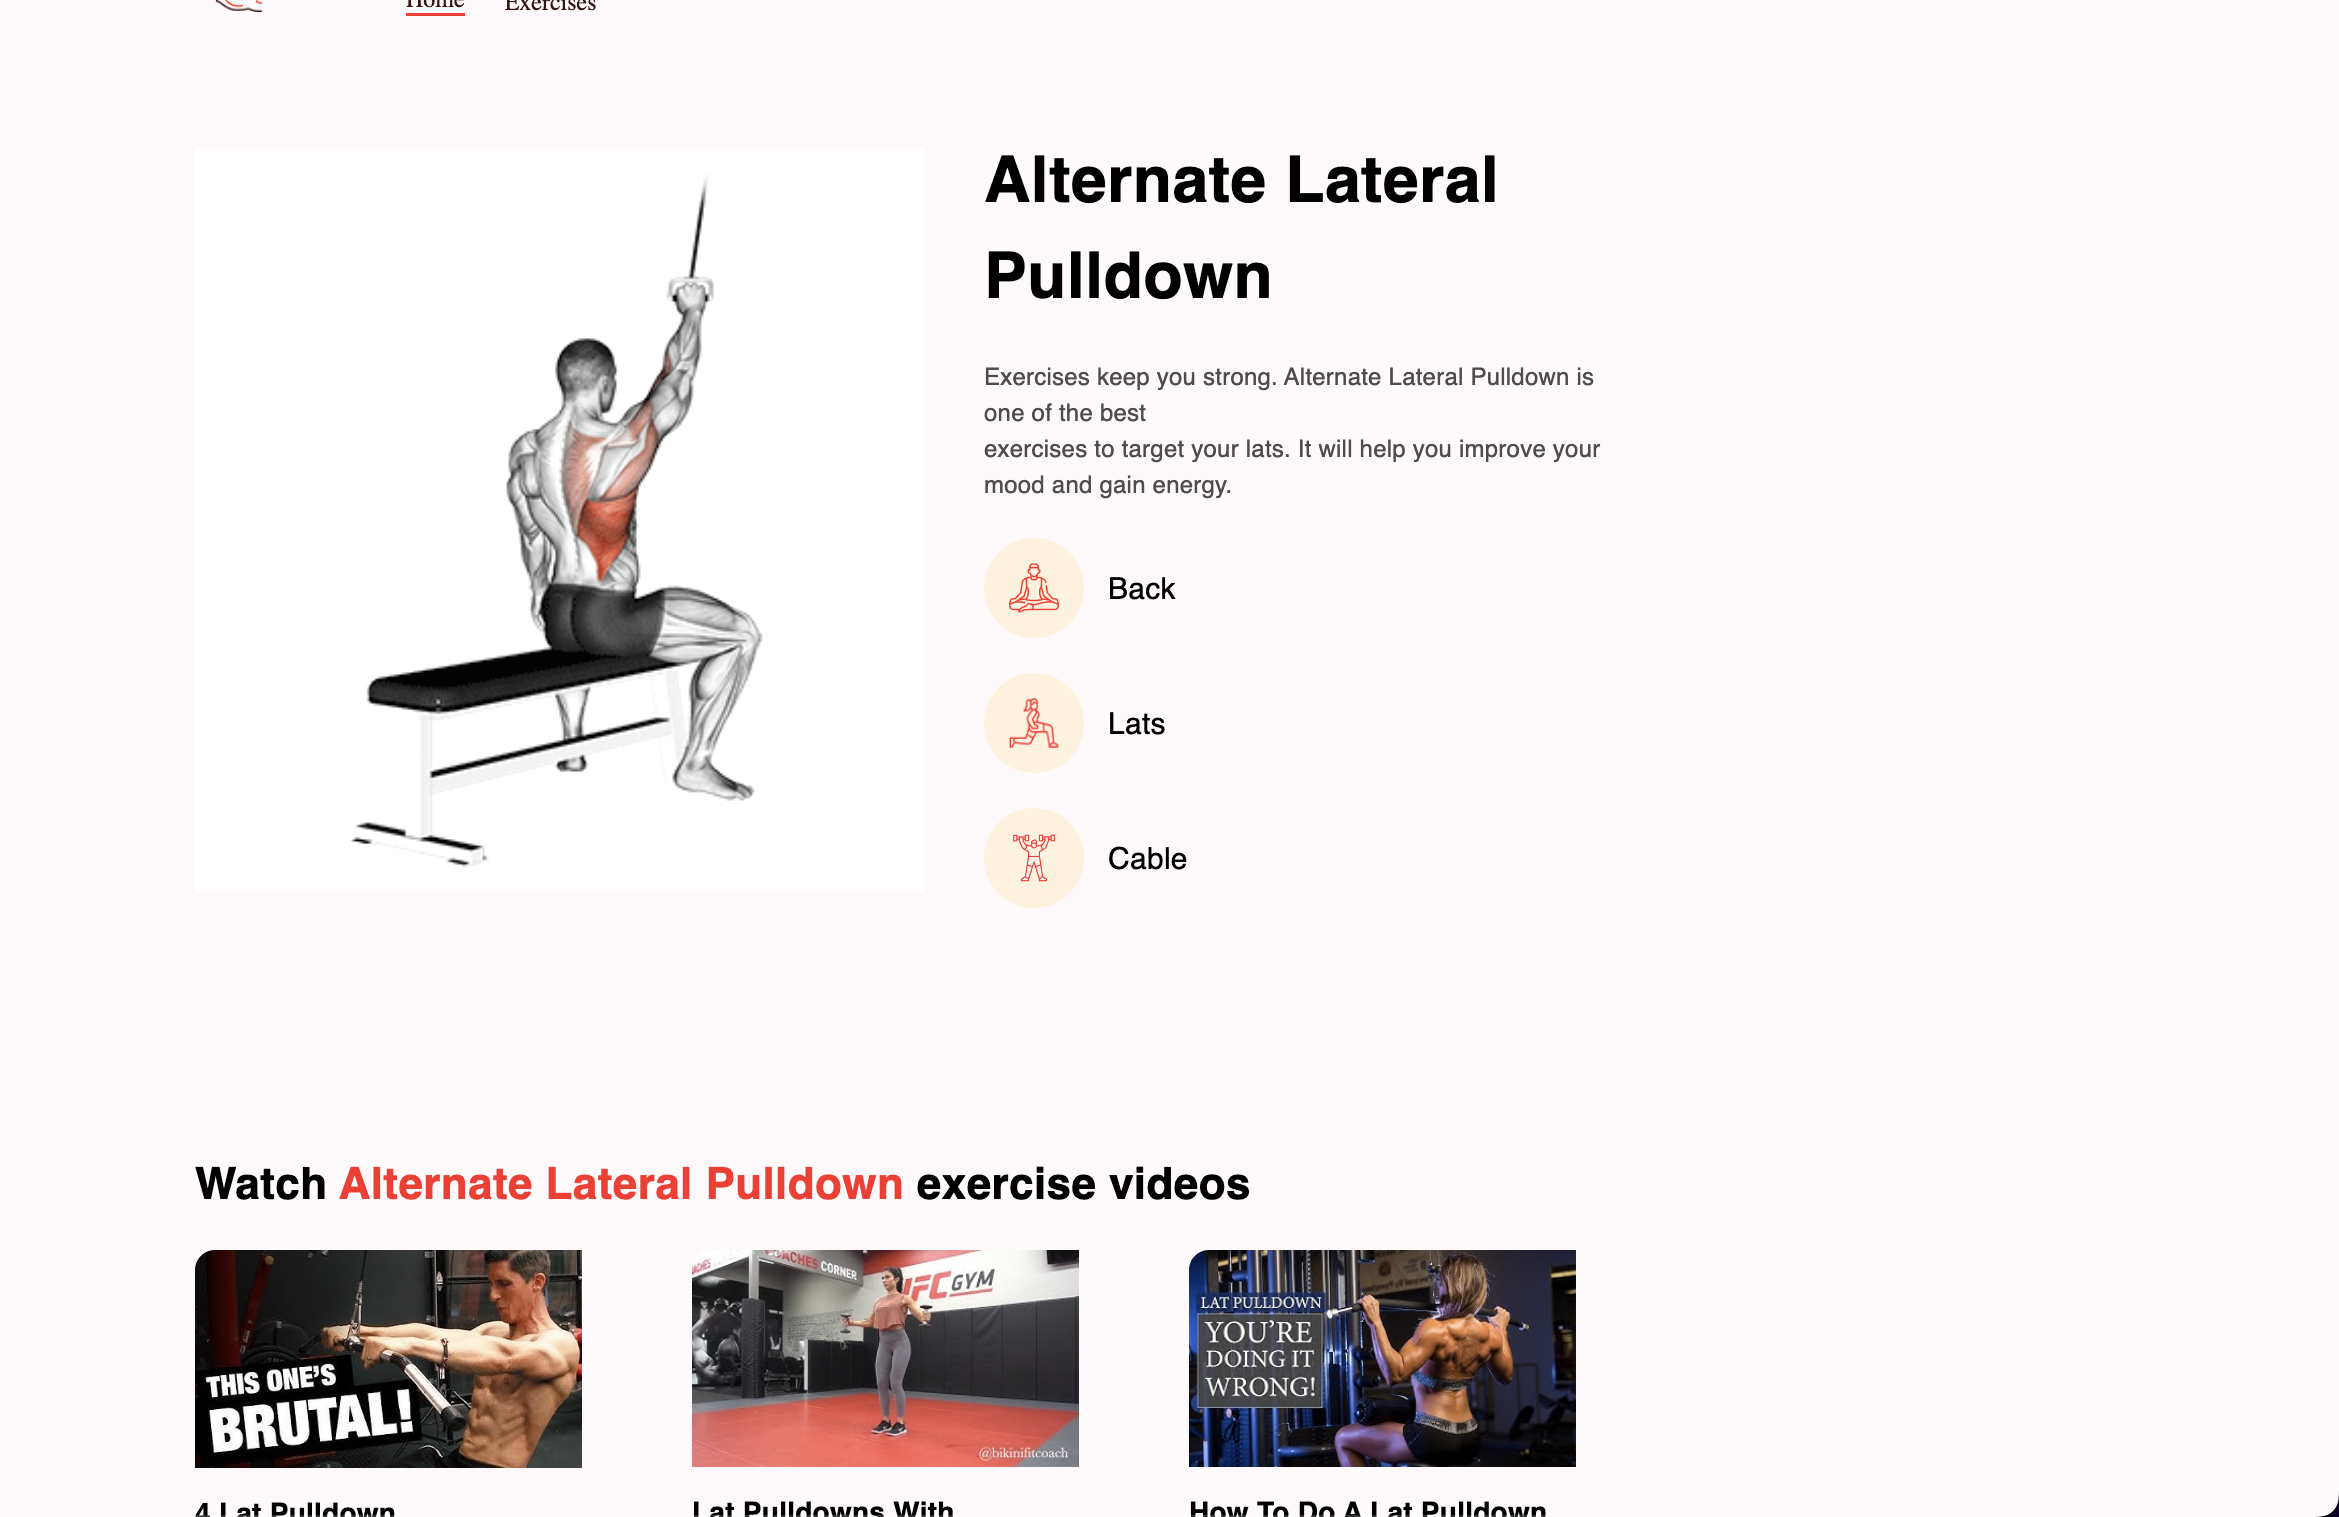 Home
Exercises
Alternate Lateral
Pulldown
Exercises keep you strong. Alternate Lateral Pulldown is
one of the best
exercises to target your lats. It will help you improve your
mood and gain energy.
Back
Lats
Cable
Watch Alternate Lateral Pulldown exercise videos
THIS ONE'S
BRUTAL!
COACHES CORNER
UFC GYM
@bikinifitcoach
LAT PULLDOWN
YOU'RE
DOING IT
WRONG!
4 Lat Pulldown
Lat Pulldowns With
How To Do A Lat Pulldown